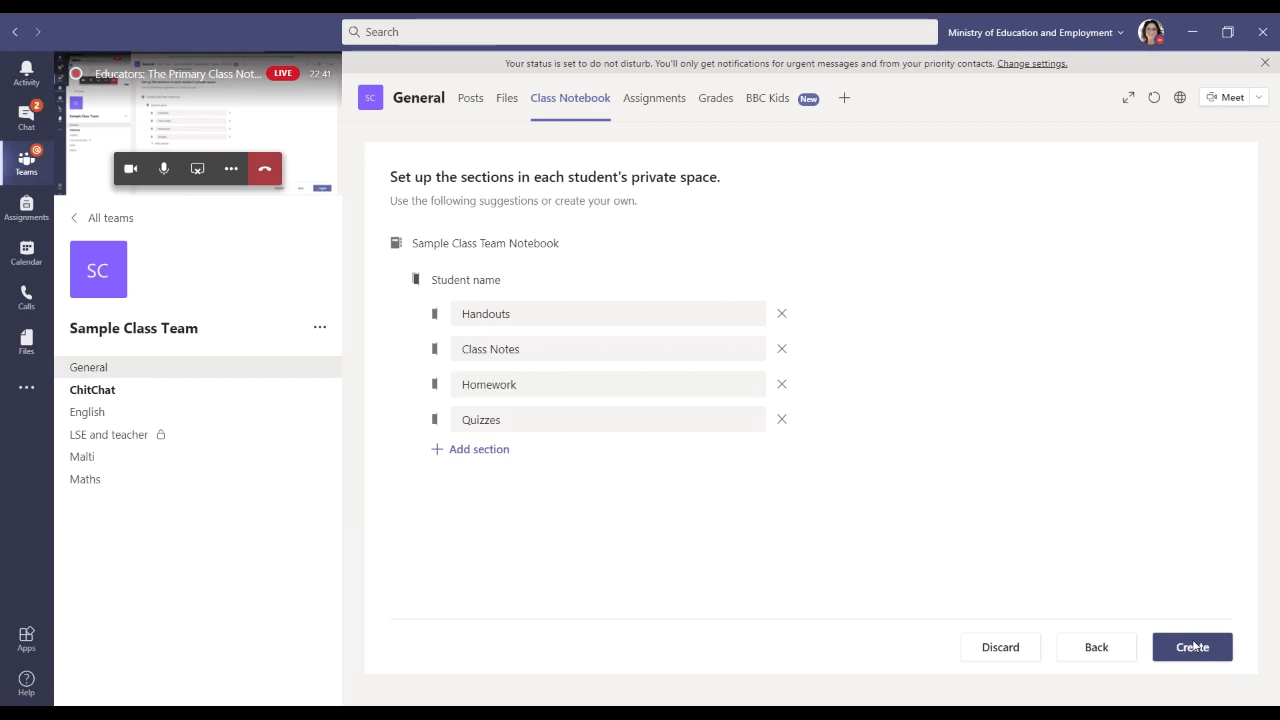 Search
Ministry of Education and Employment
Your status is set to do not disturb. You'll only get notifications for urgent messages and from your priority contacts. Change settings.
Activity
Chat 2
Teams
Assignments
Calendar
Calls
Files
Apps
Help
Educators: The Primary Class Not... LIVE 22:41
All teams
SC
Sample Class Team
General
ChitChat
English
LSE and teacher
Malti
Maths
SC General Posts Files Class Notebook Assignments Grades BBC Kids New Meet
Set up the sections in each student's private space.
Use the following suggestions or create your own.
Sample Class Team Notebook
Student name
Handouts
Class Notes
Homework
Quizzes
Add section
Discard Back Create